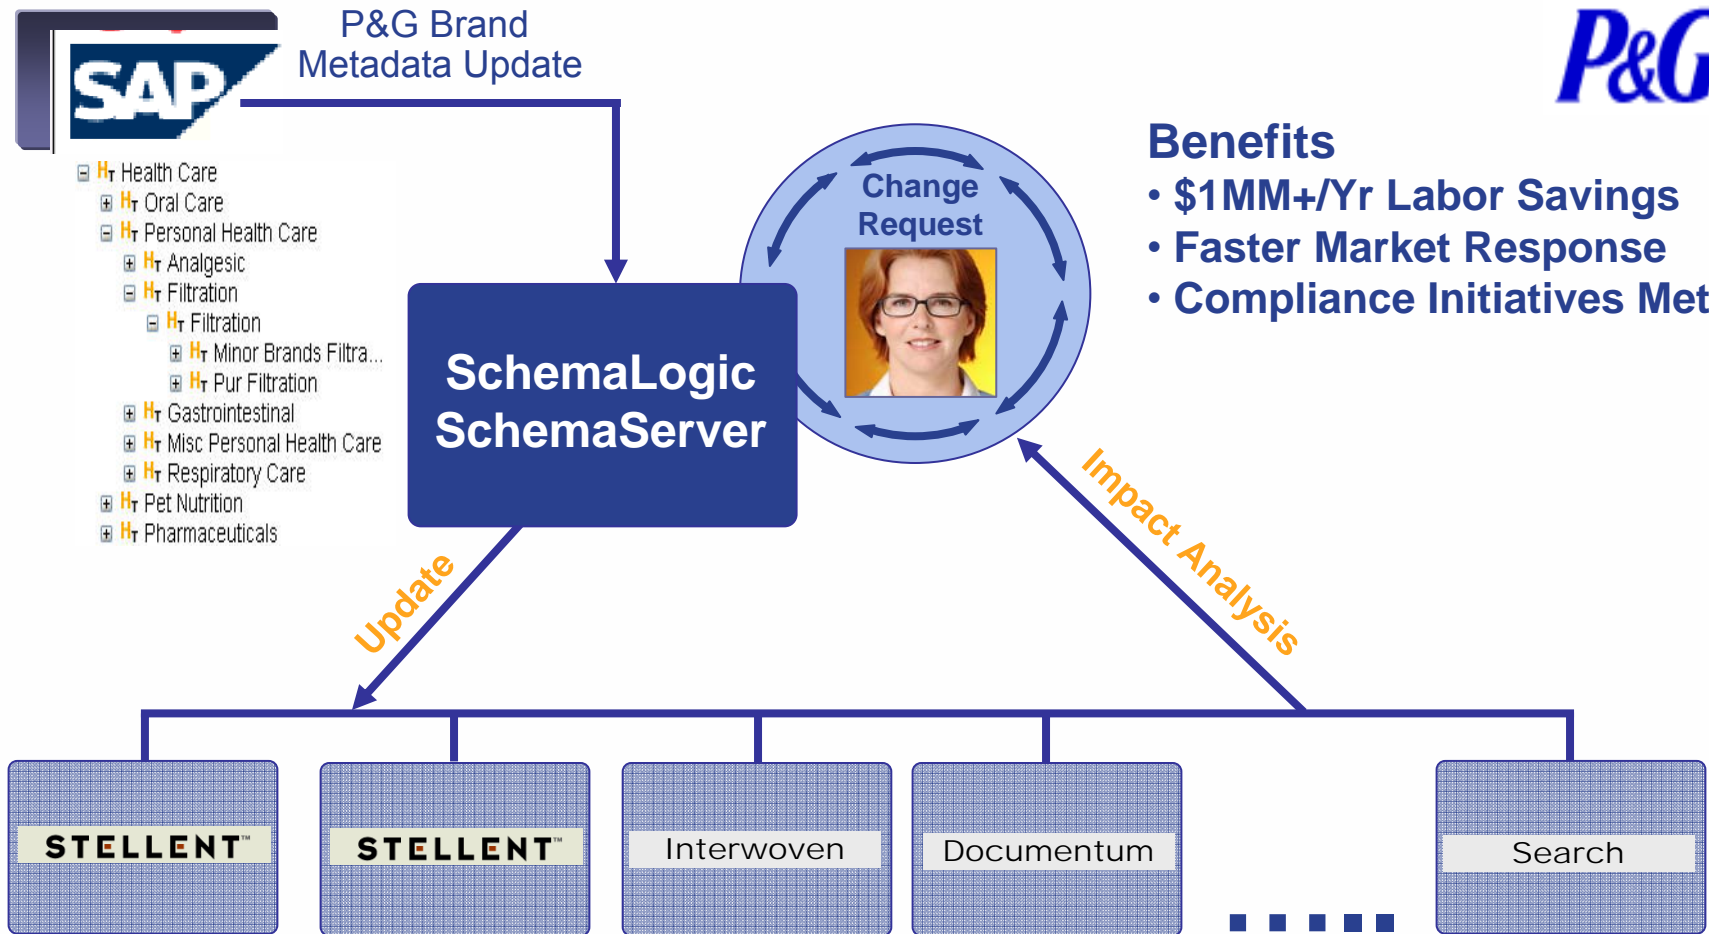 P&G Brand
Metadata Update
SAP
P&G
Health Care
Oral Care
Personal Health Care
Analgesic
Filtration
Filtration
Minor Brands Filtra...
Pur Filtration
Gastrointestinal
Misc Personal Health Care
Respiratory Care
Pet Nutrition
Pharmaceuticals
SchemaLogic
SchemaServer
Change
Request
Benefits
• $1MM+/Yr Labor Savings
• Faster Market Response
• Compliance Initiatives Met
Update
Impact Analysis
STELLENT™
STELLENT™
Interwoven
Documentum
Search